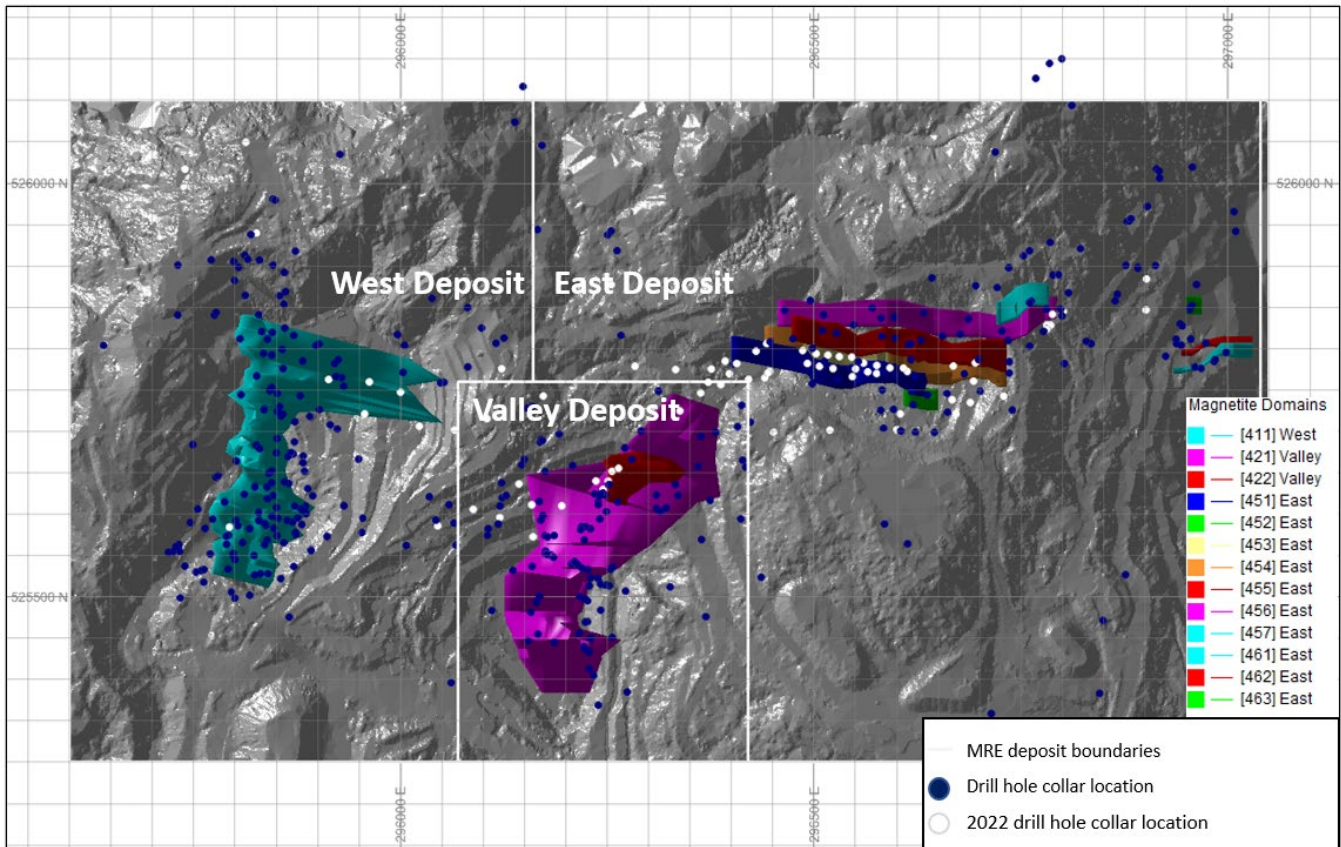 296000 E
296500 E
297000 E
526000 N
526000 N
West Deposit
East Deposit
Valley Deposit
Magnetite Domains
[411] West
[421] Valley
[422] Valley
[451] East
[452] East
[453] East
[454] East
[455] East
[456] East
[457] East
[461] East
[462] East
[463] East
525500 N
MRE deposit boundaries
Drill hole collar location
2022 drill hole collar location
296000 E
296500 E